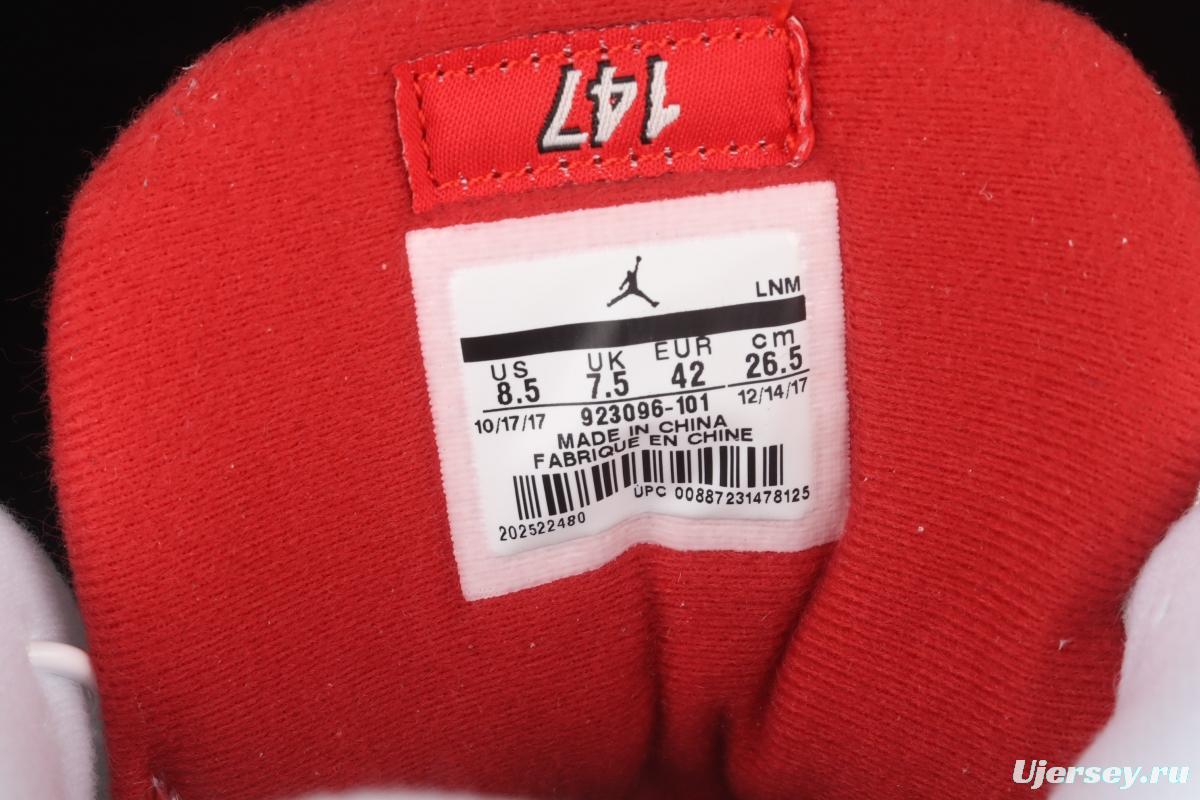 147
LNM
US UK EUR cm
8.5 7.5 42 26.5
10/17/17 923096-101 12/14/17
MADE IN CHINA
FABRIQUE EN CHINE
UPC 00887231478125
202522480
Ujersey.ru